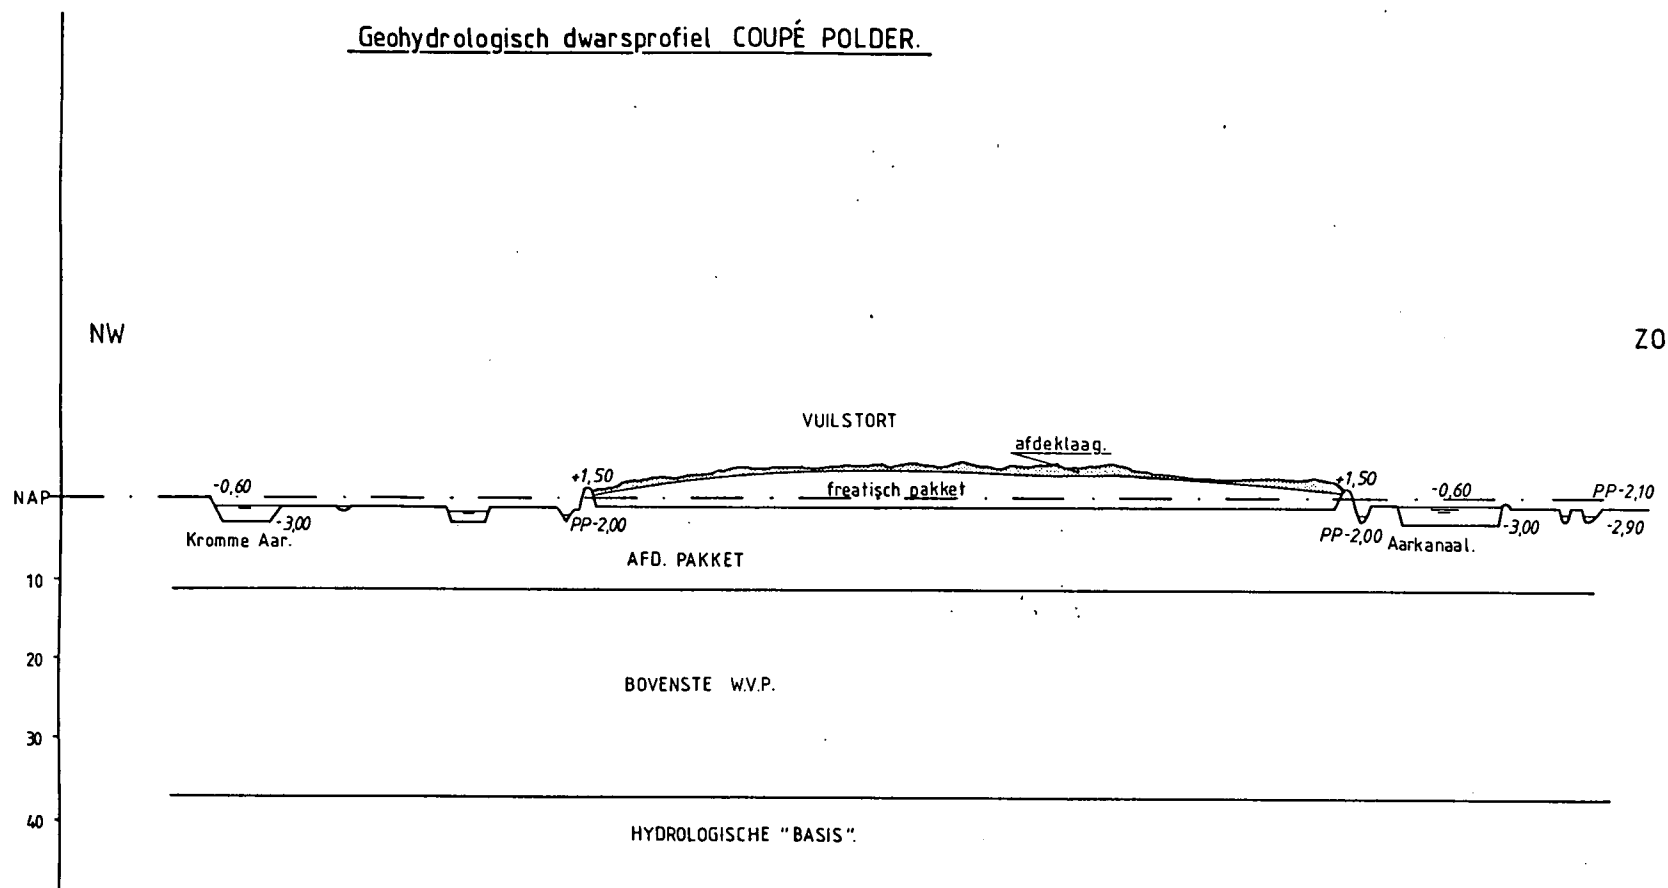 Geohydrologisch dwarsprofiel COUPÉ POLDER.
NW
ZO
VUILSTORT
afdeklaag.
-0,60
+1,50
+1,50
-0,60
PP-2,10
NAP
freatisch pakket
-3,00
PP-2,00
PP-2,00
-3,00
-2,90
Kromme Aar.
Aarkanaal.
AFD. PAKKET
10
20
BOVENSTE W.V.P.
30
40
HYDROLOGISCHE "BASIS".